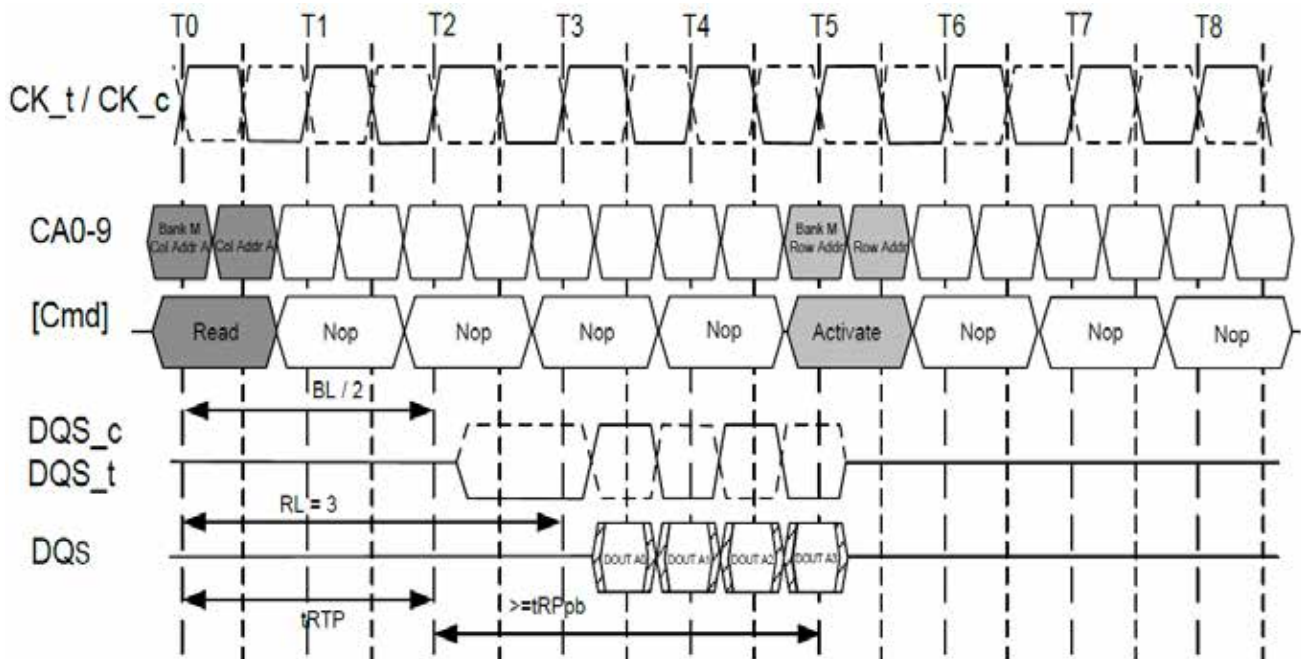 T0 T1 T2 T3 T4 T5 T6 T7 T8
CK_t / CK_c
CA0-9
Bank M
Col Addr A
Col Addr A
Bank M
Row Addr
Row Addr
[Cmd]
Read Nop Nop Nop Nop Activate Nop Nop Nop
BL / 2
DQS_c
DQS_t
RL = 3
DQs
DOUT A0 DOUT A1 DOUT A2 DOUT A3
tRTP
>=tRPpb